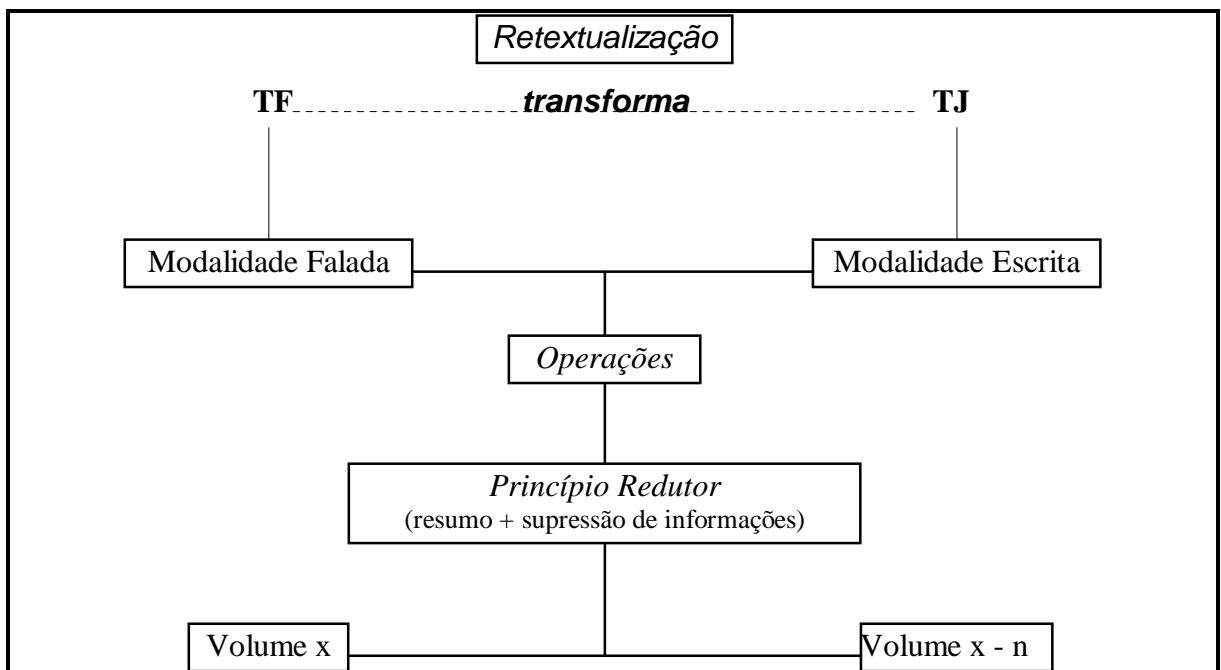 Retextualização
TF transforma TJ
Modalidade Falada Modalidade Escrita
Operações
Princípio Redutor
(resumo + supressão de informações)
Volume x Volume x - n